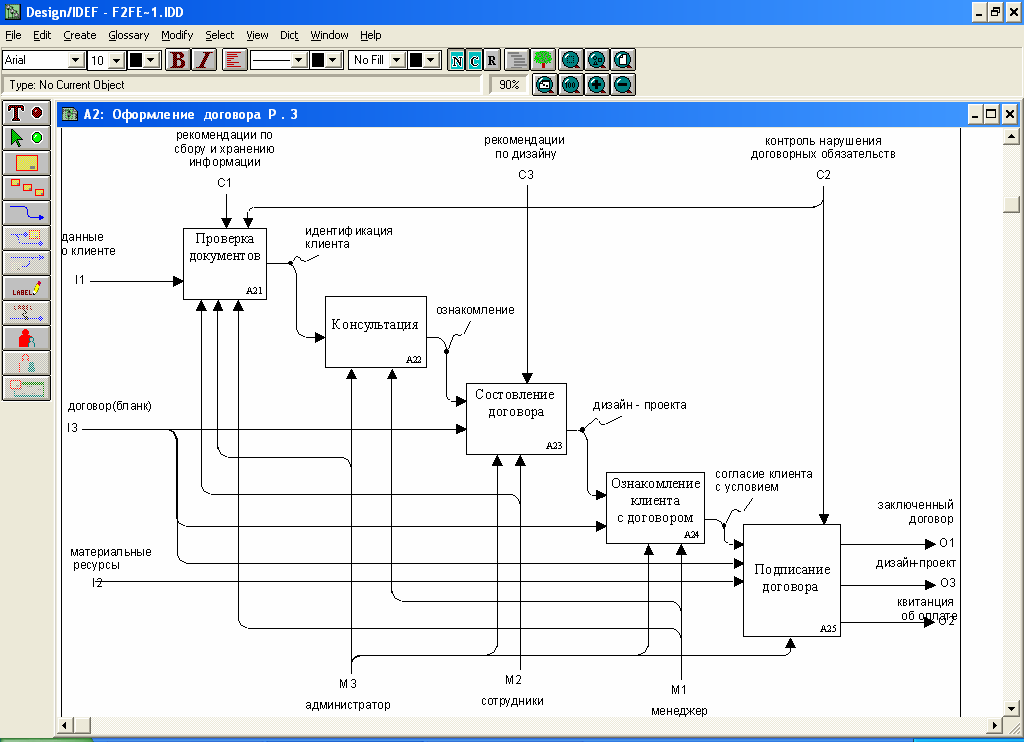 Design/IDEF - F2FE~1.IDD
File Edit Create Glossary Modify Select View Dict Window Help
Arial 10 B I No Fill N C R
Type: No Current Object 90%
T
A2: Оформление договора P . 3
рекомендации по
сбору и хранению
информации
C1
рекомендации
по дизайну
C3
контроль нарушения
договорных обязательств
C2
данные
о клиенте
I1
Проверка
документов
A21
идентификация
клиента
Консультация
A22
ознакомление
LABEL
LABEL
договор(бланк)
I3
Состовление
договора
A23
дизайн - проекта
Ознакомление
клиента
с договором
A24
согласие клиента
с условием
материальные
ресурсы
I2
Подписание
договора
A25
заключенный
договор
O1
дизайн-проект
O3
квитанция
об оплате
O2
M3
администратор
M2
сотрудники
M1
менеджер